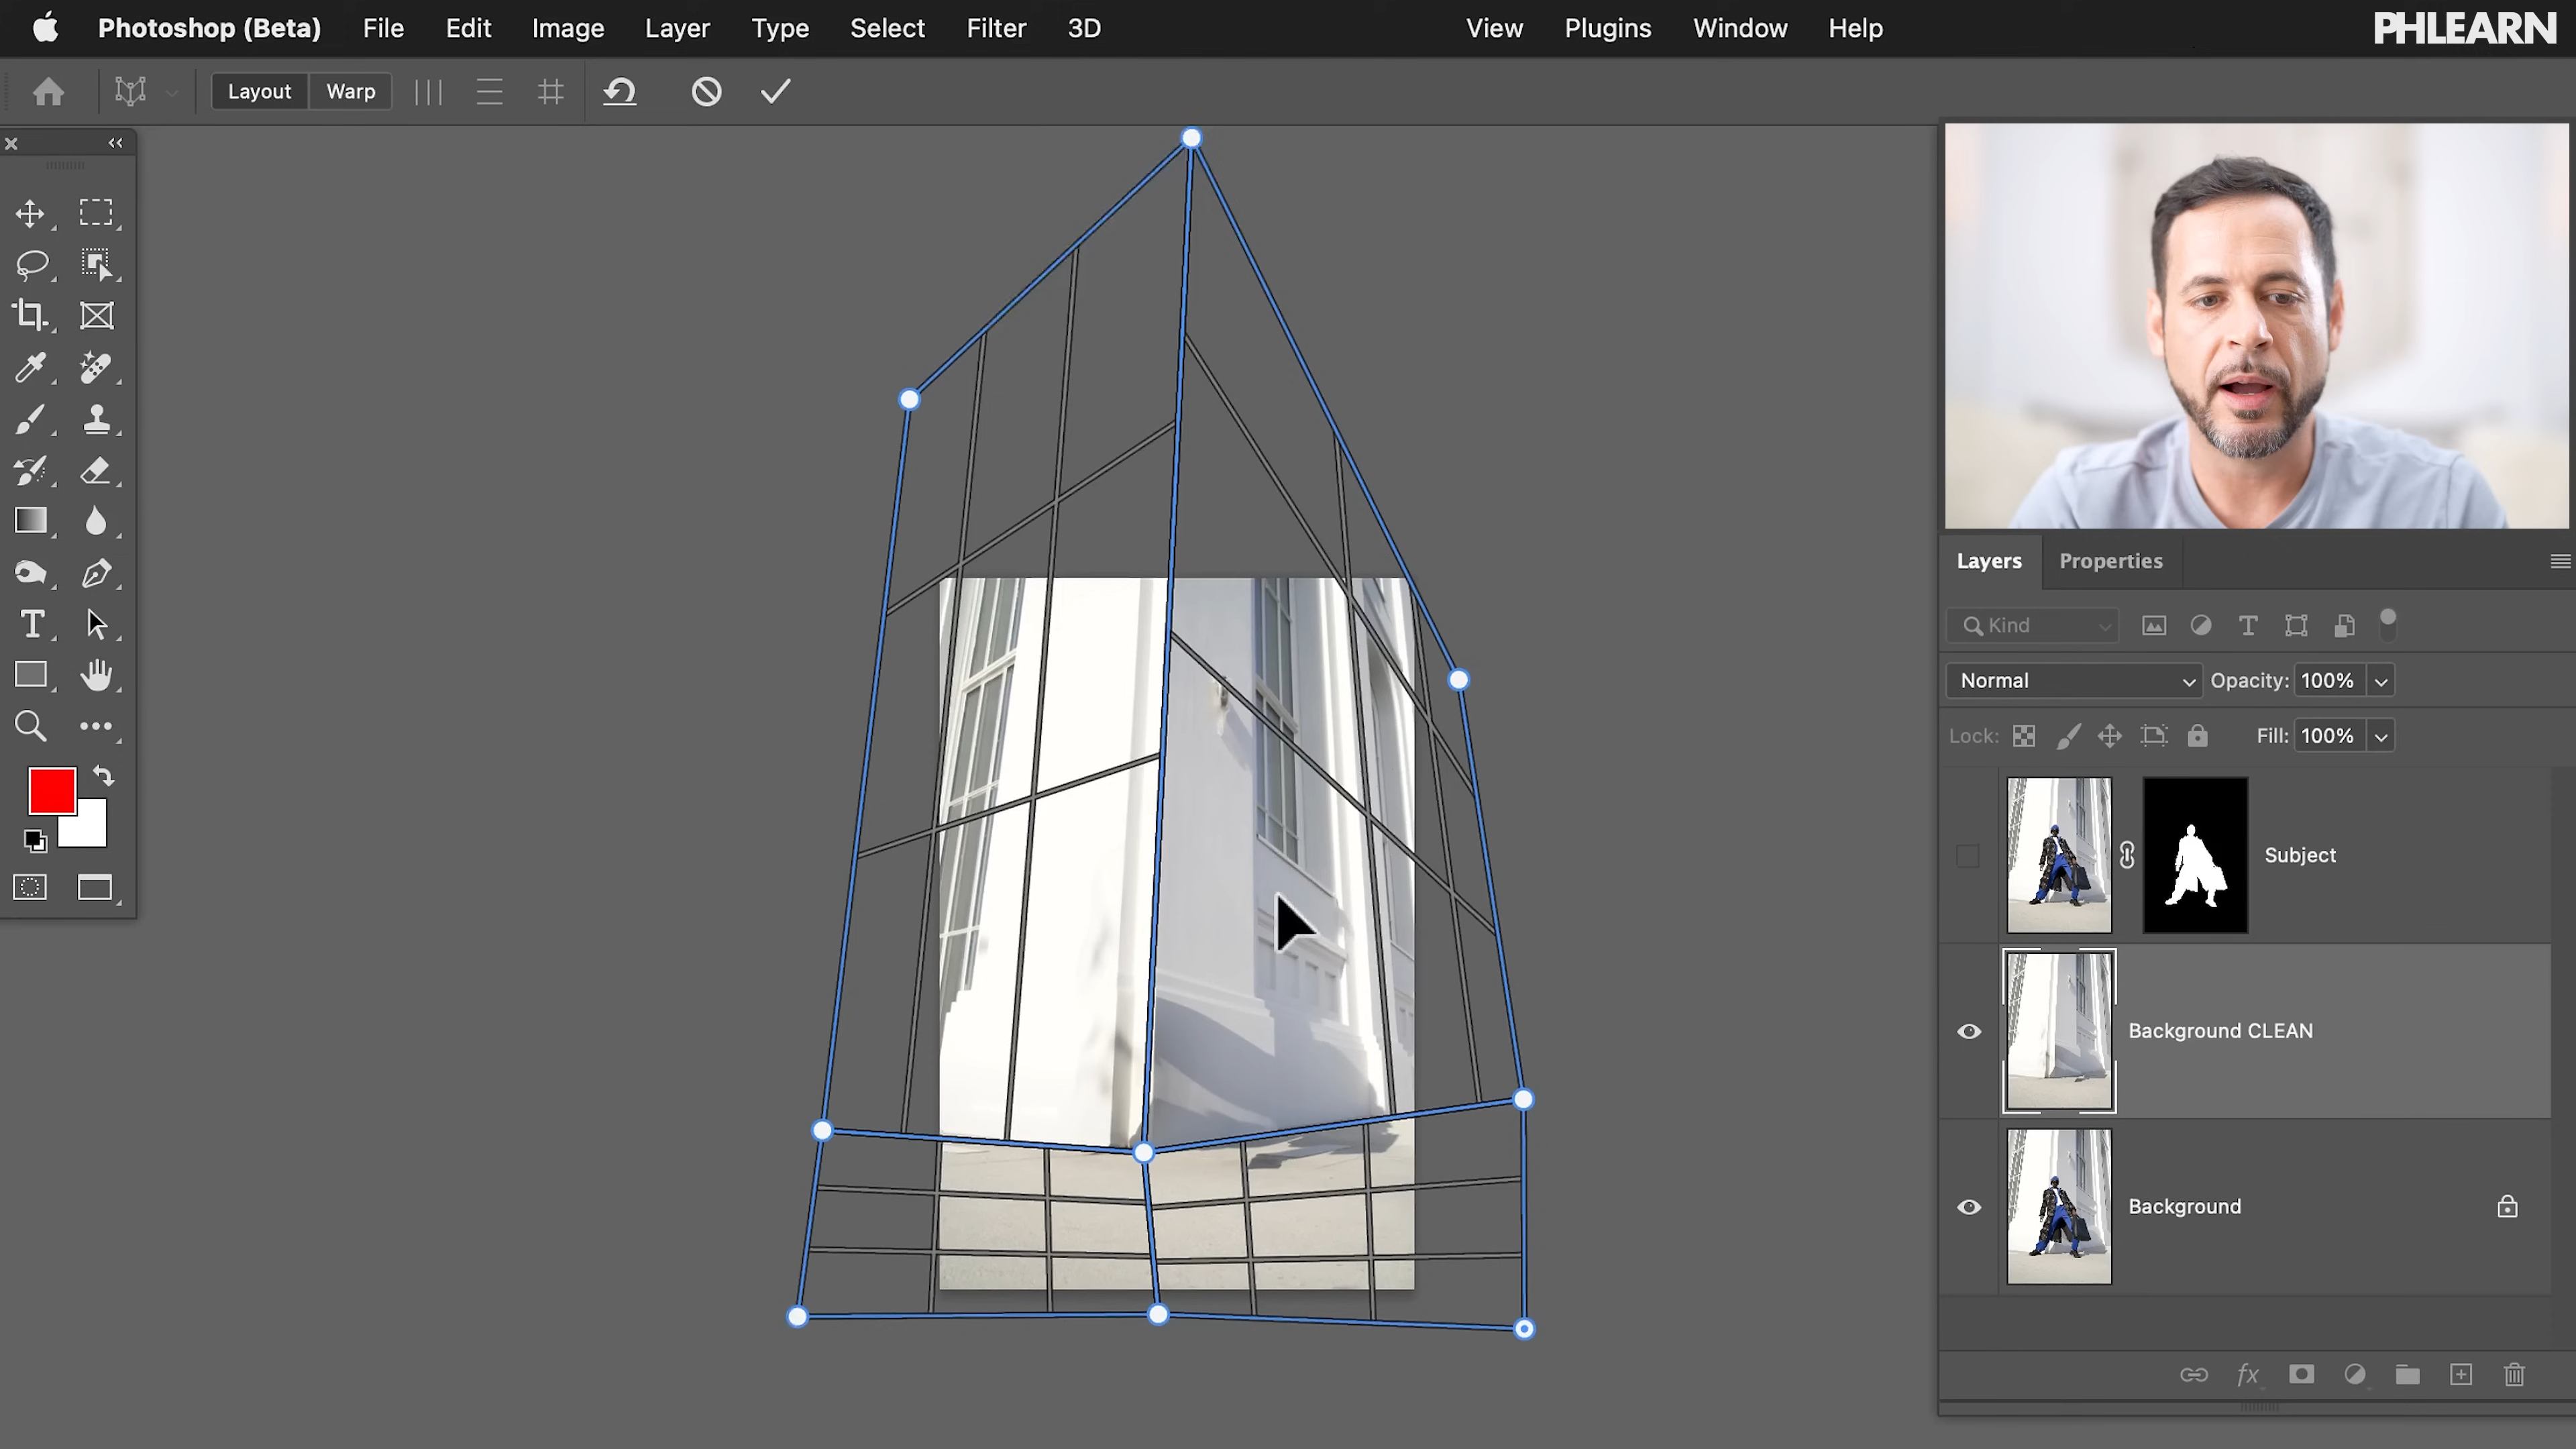 Photoshop (Beta) File Edit Image Layer Type Select Filter 3D View Plugins Window Help PHLEARN
Layout Warp
Layers Properties
Kind
Normal Opacity: 100%
Lock: Fill: 100%
Subject
Background CLEAN
Background
fx